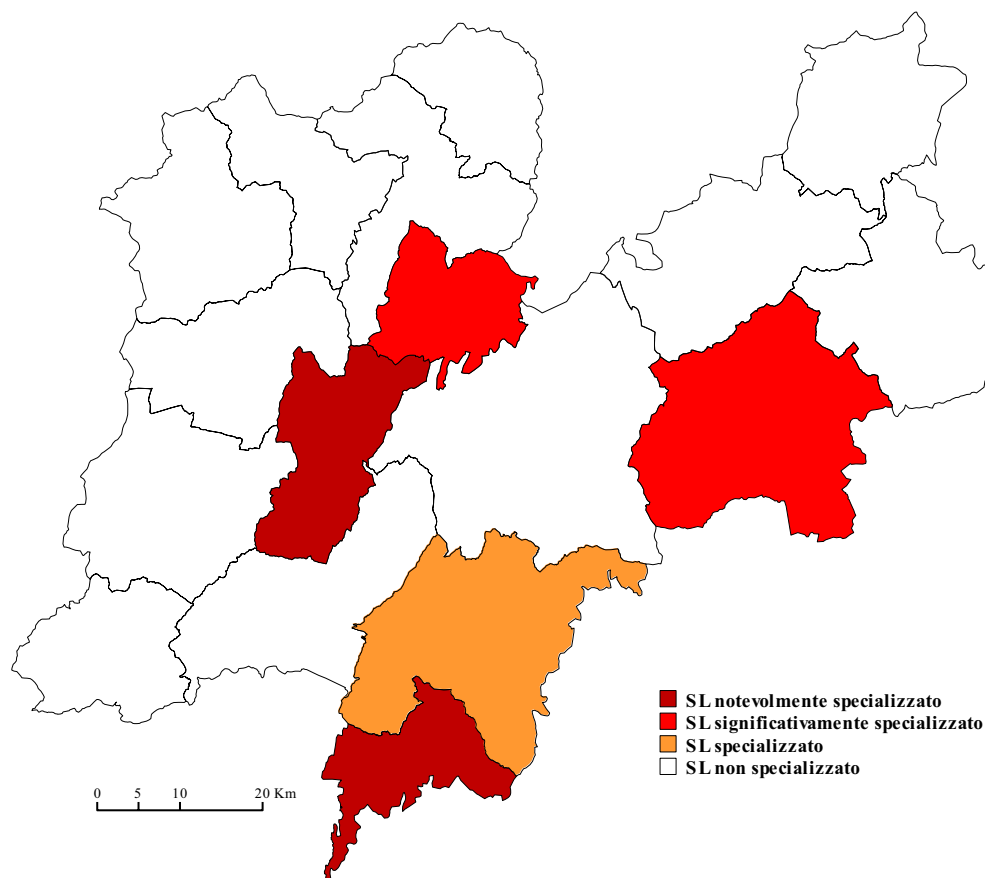 SL notevolmente specializzato
SL significativamente specializzato
SL specializzato
SL non specializzato
0 5 10 20 Km